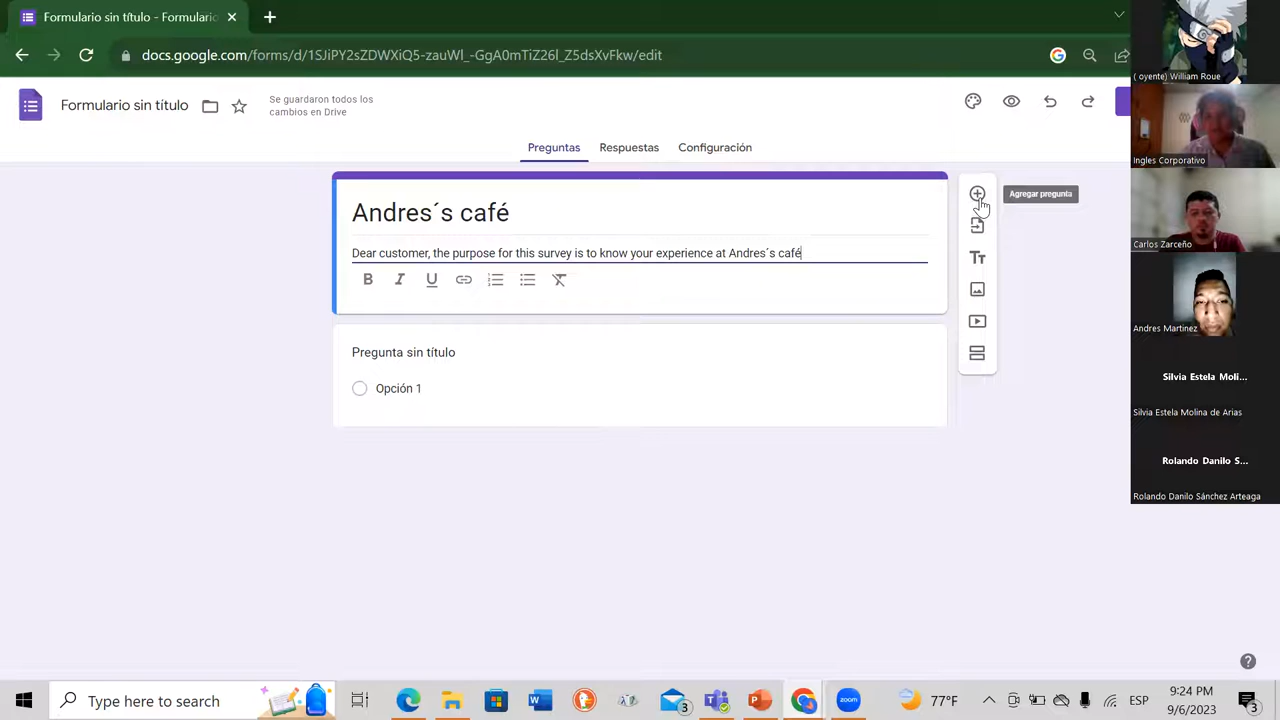 Formulario sin título - Formulario
docs.google.com/forms/d/1SJiPY2sZDWXiQ5-zauWl_-GgA0mTiZ26l_Z5dsXvFkw/edit
Formulario sin título
Se guardaron todos los
cambios en Drive
Preguntas Respuestas Configuración
Andres´s café
Dear customer, the purpose for this survey is to know your experience at Andres´s café
B I U
Agregar pregunta
Tt
Pregunta sin título
Opción 1
( oyente) William Roue
Ingles Corporativo
Carlos Zarceño
Andres Martinez
Silvia Estela Moli...
Silvia Estela Molina de Arias
Rolando Danilo S...
Rolando Danilo Sánchez Arteaga
Type here to search
3
zoom
77°F
ESP
9:24 PM
9/6/2023
3